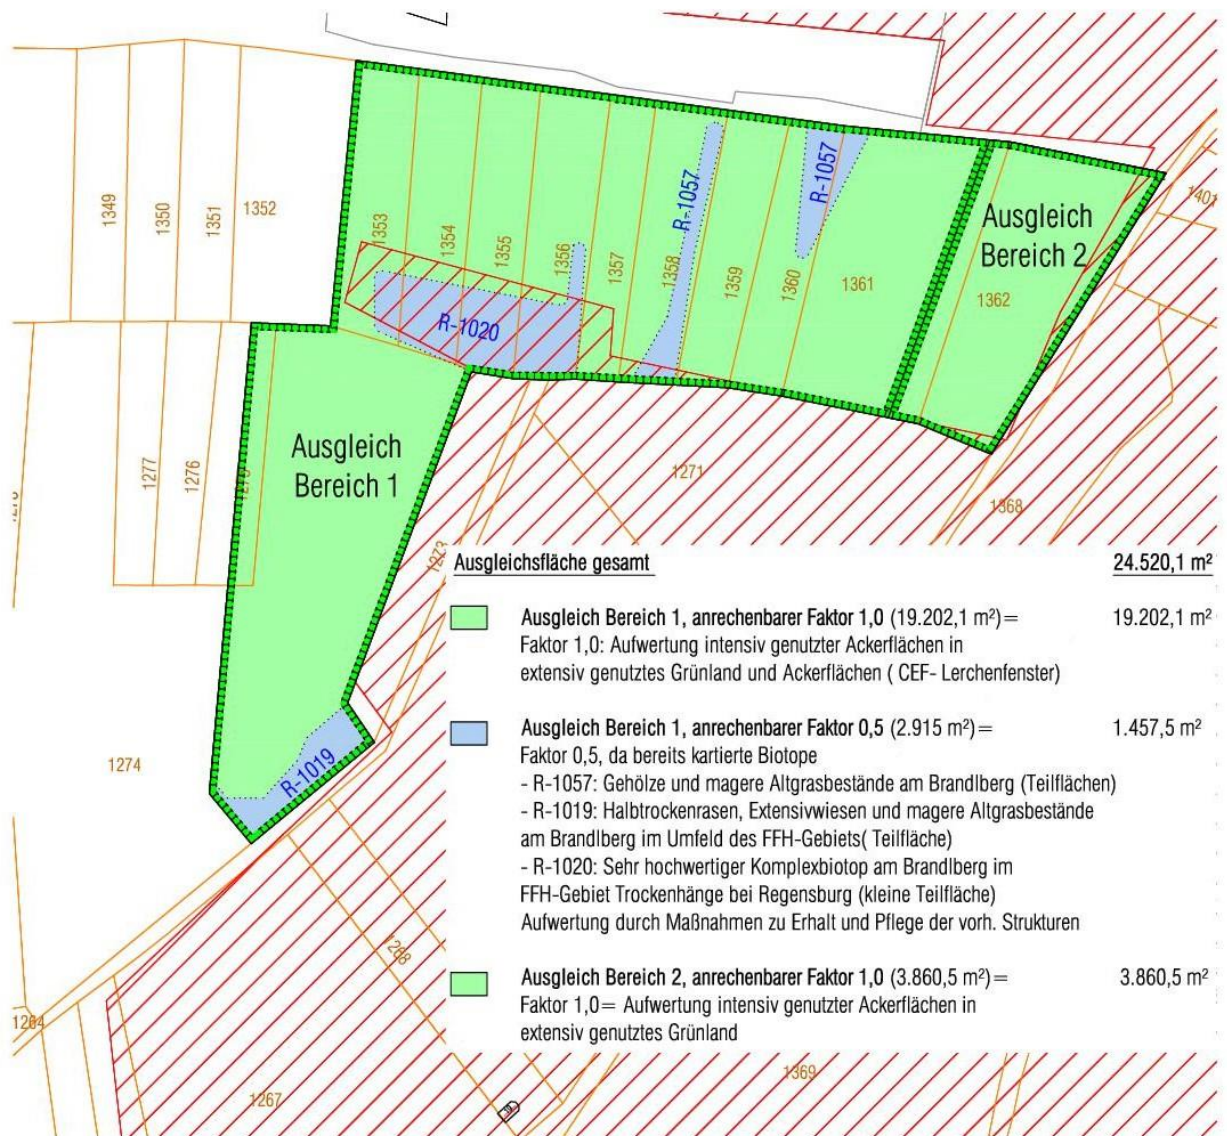 1349
1350
1351
1352
1353
1354
1355
1356
1357
1358
1359
1360
1361
1362
1401
R-1057
R-1057
Ausgleich
Bereich 2
R-1020
Ausgleich
Bereich 1
1277
1276
1271
1368
1273
R-1019
1274
1268
1264
1267
1369
Ausgleichsfläche gesamt 24.520,1 m²
Ausgleich Bereich 1, anrechenbarer Faktor 1,0 (19.202,1 m²)= 19.202,1 m²
Faktor 1,0: Aufwertung intensiv genutzter Ackerflächen in
extensiv genutztes Grünland und Ackerflächen ( CEF- Lerchenfenster)
Ausgleich Bereich 1, anrechenbarer Faktor 0,5 (2.915 m²)= 1.457,5 m²
Faktor 0,5, da bereits kartierte Biotope
- R-1057: Gehölze und magere Altgrasbestände am Brandlberg (Teilflächen)
- R-1019: Halbtrockenrasen, Extensivwiesen und magere Altgrasbestände
am Brandlberg im Umfeld des FFH-Gebiets( Teilfläche)
- R-1020: Sehr hochwertiger Komplexbiotop am Brandlberg im
FFH-Gebiet Trockenhänge bei Regensburg (kleine Teilfläche)
Aufwertung durch Maßnahmen zu Erhalt und Pflege der vorh. Strukturen
Ausgleich Bereich 2, anrechenbarer Faktor 1,0 (3.860,5 m²)= 3.860,5 m²
Faktor 1,0= Aufwertung intensiv genutzter Ackerflächen in
extensiv genutztes Grünland